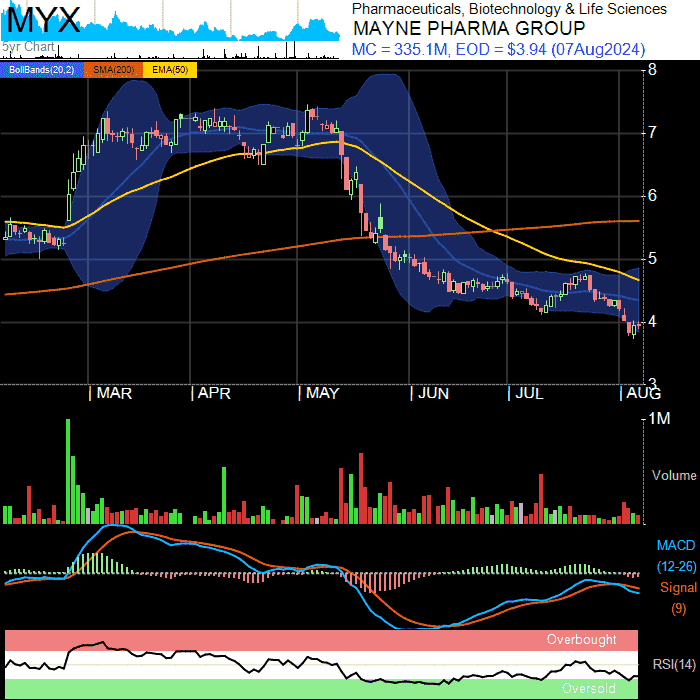 MYX
5yr Chart
Pharmaceuticals, Biotechnology & Life Sciences
MAYNE PHARMA GROUP
MC = 335.1M, EOD = $3.94 (07Aug2024)
BollBands(20,2) SMA(200) EMA(50)
8
7
6
5
4
3
MAR APR MAY JUN JUL AUG
1M
Volume
MACD
(12-26)
Signal
(9)
Overbought
RSI(14)
Oversold